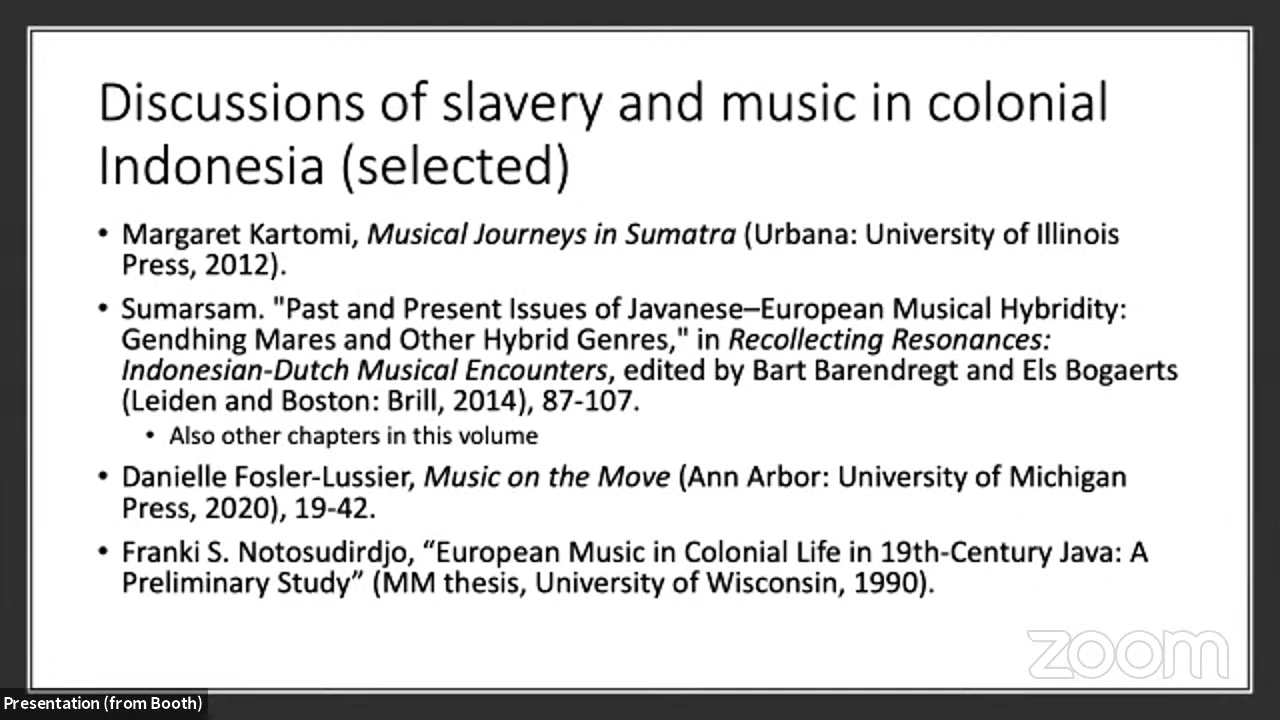 Discussions of slavery and music in colonial
Indonesia (selected)
• Margaret Kartomi, Musical Journeys in Sumatra (Urbana: University of Illinois
Press, 2012).
• Sumarsam. "Past and Present Issues of Javanese–European Musical Hybridity:
Gendhing Mares and Other Hybrid Genres," in Recollecting Resonances:
Indonesian-Dutch Musical Encounters, edited by Bart Barendregt and Els Bogaerts
(Leiden and Boston: Brill, 2014), 87-107.
• Also other chapters in this volume
• Danielle Fosler-Lussier, Music on the Move (Ann Arbor: University of Michigan
Press, 2020), 19-42.
• Franki S. Notosudirdjo, “European Music in Colonial Life in 19th-Century Java: A
Preliminary Study” (MM thesis, University of Wisconsin, 1990).
zoom
Presentation (from Booth)